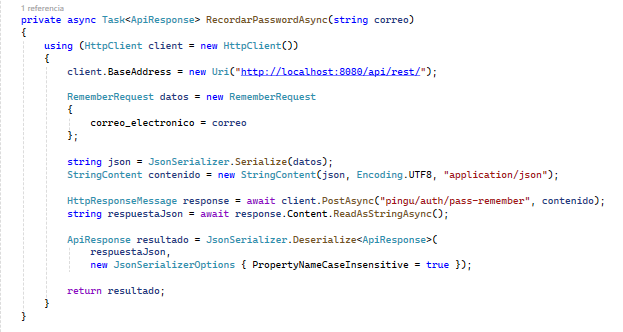 1 referencia
private async Task<ApiResponse> RecordarPasswordAsync(string correo)
{
    using (HttpClient client = new HttpClient())
    {
        client.BaseAddress = new Uri("http://localhost:8080/api/rest/");

        RememberRequest datos = new RememberRequest
        {
            correo_electronico = correo
        };

        string json = JsonSerializer.Serialize(datos);
        StringContent contenido = new StringContent(json, Encoding.UTF8, "application/json");

        HttpResponseMessage response = await client.PostAsync("pingu/auth/pass-remember", contenido);
        string respuestaJson = await response.Content.ReadAsStringAsync();

        ApiResponse resultado = JsonSerializer.Deserialize<ApiResponse>(
            respuestaJson,
            new JsonSerializerOptions { PropertyNameCaseInsensitive = true });

        return resultado;
    }
}